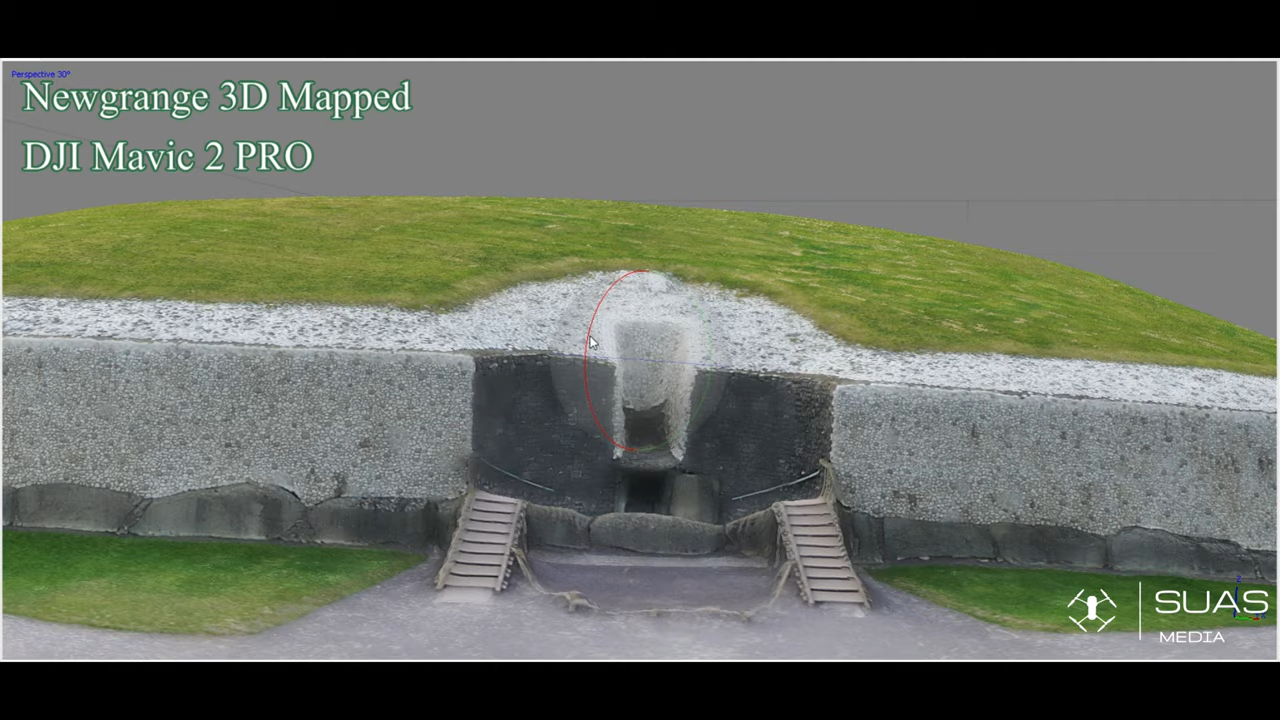 Perspective 30°
Newgrange 3D Mapped
DJI Mavic 2 PRO
SUAS
MEDIA